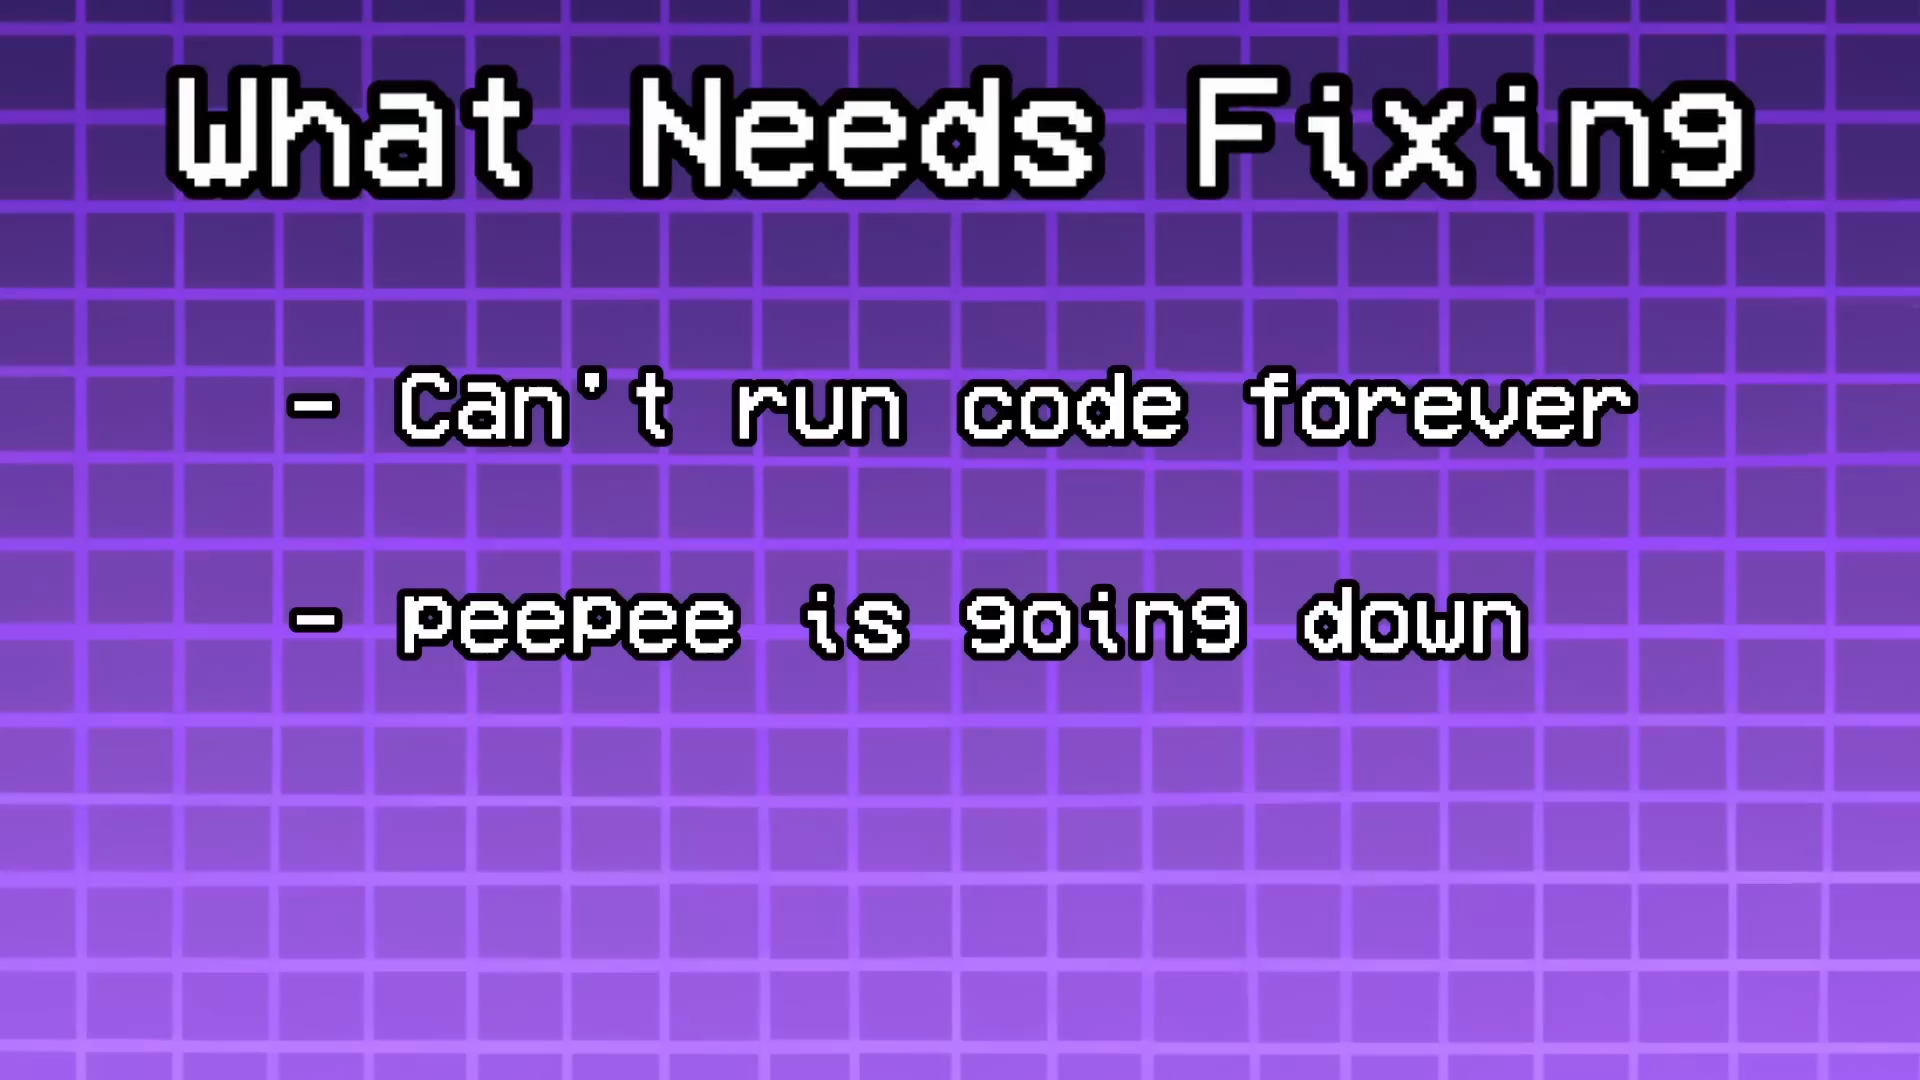 What Needs Fixing
- Can't run code forever
- peepee is going down